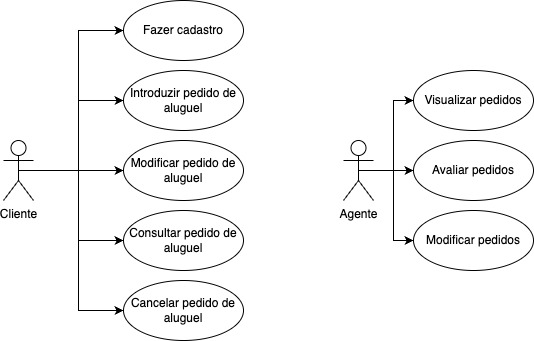 Fazer cadastro
Introduzir pedido de
aluguel
Modificar pedido de
aluguel
Consultar pedido de
aluguel
Cancelar pedido de
aluguel
Cliente
Visualizar pedidos
Avaliar pedidos
Modificar pedidos
Agente